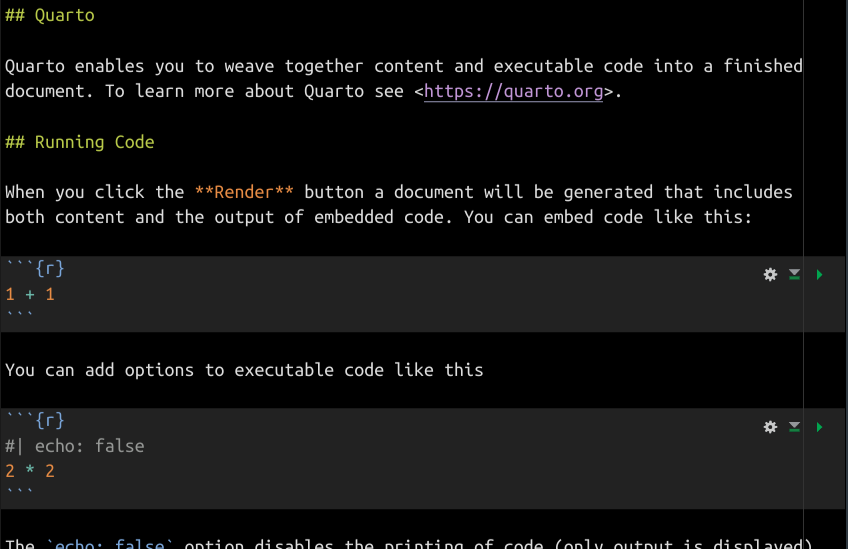 ## Quarto
Quarto enables you to weave together content and executable code into a finished
document. To learn more about Quarto see <https://quarto.org>.
## Running Code
When you click the **Render** button a document will be generated that includes
both content and the output of embedded code. You can embed code like this:
```{r}
1 + 1
```
You can add options to executable code like this
```{r}
#| echo: false
2 * 2
```
The `echo: false` option disables the printing of code (only output is displayed)